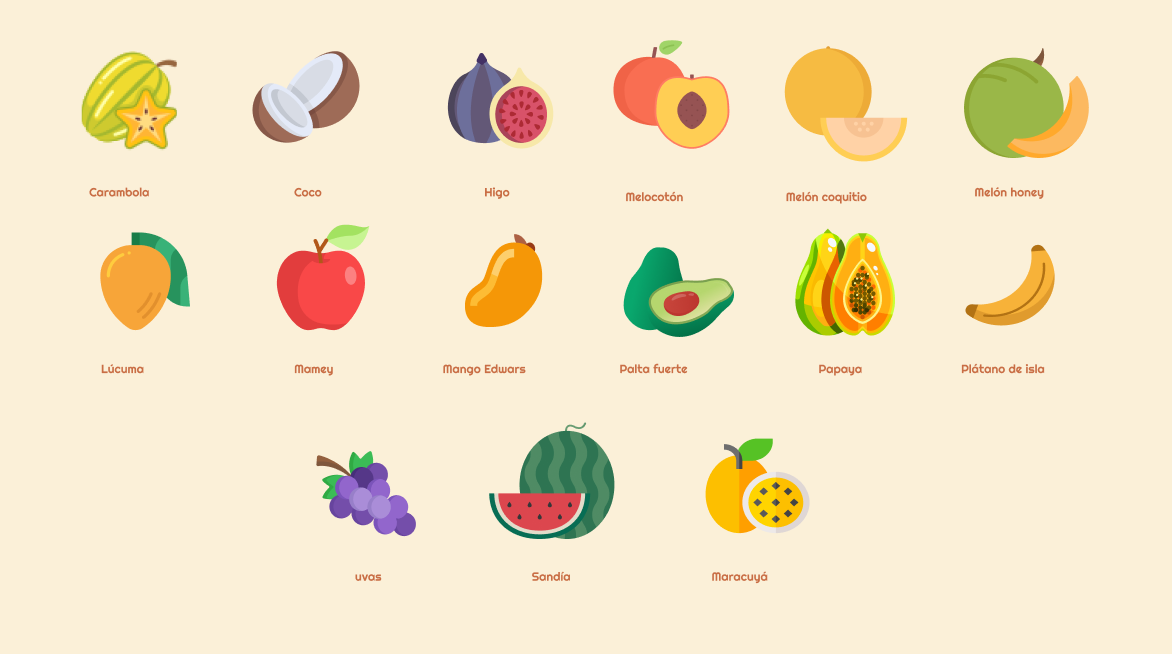 Carambola
Coco
Higo
Melocotón
Melón coquitio
Melón honey
Lúcuma
Mamey
Mango Edwars
Palta fuerte
Papaya
Plátano de isla
uvas
Sandía
Maracuyá